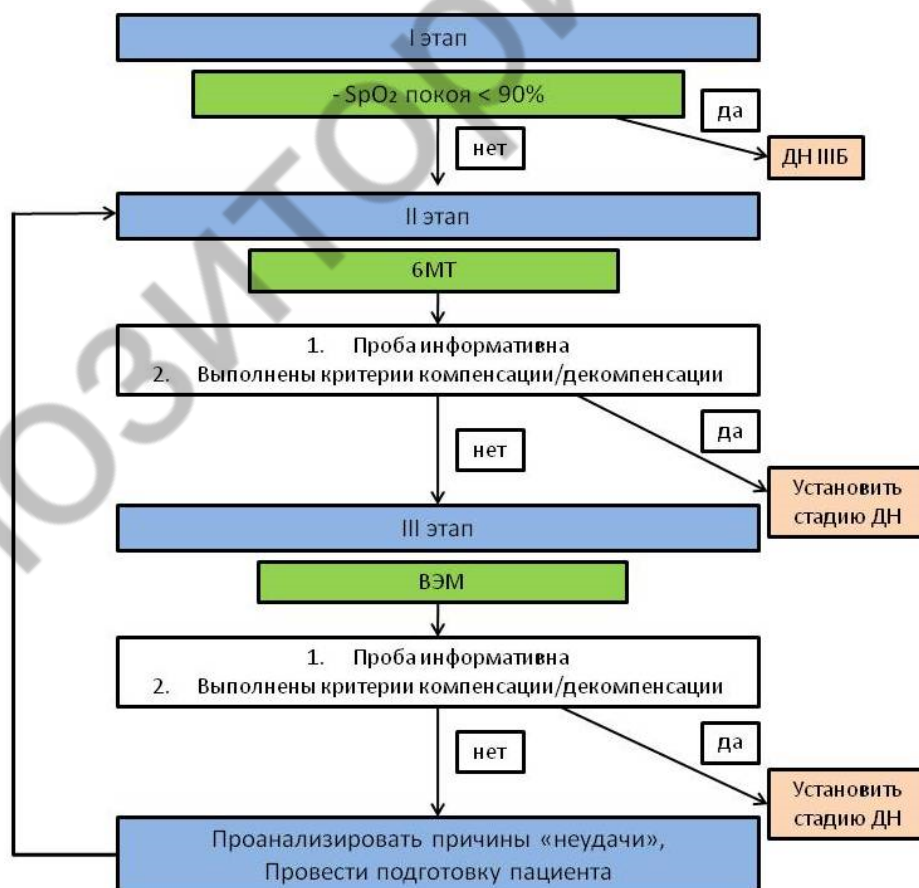 I этап
- SpO₂ покоя < 90%
да
нет
ДН IIIБ
II этап
6МТ
1. Проба информативна
2. Выполнены критерии компенсации/декомпенсации
да
нет
Установить
стадию ДН
III этап
ВЭМ
1. Проба информативна
2. Выполнены критерии компенсации/декомпенсации
да
нет
Установить
стадию ДН
Проанализировать причины «неудачи»,
Провести подготовку пациента